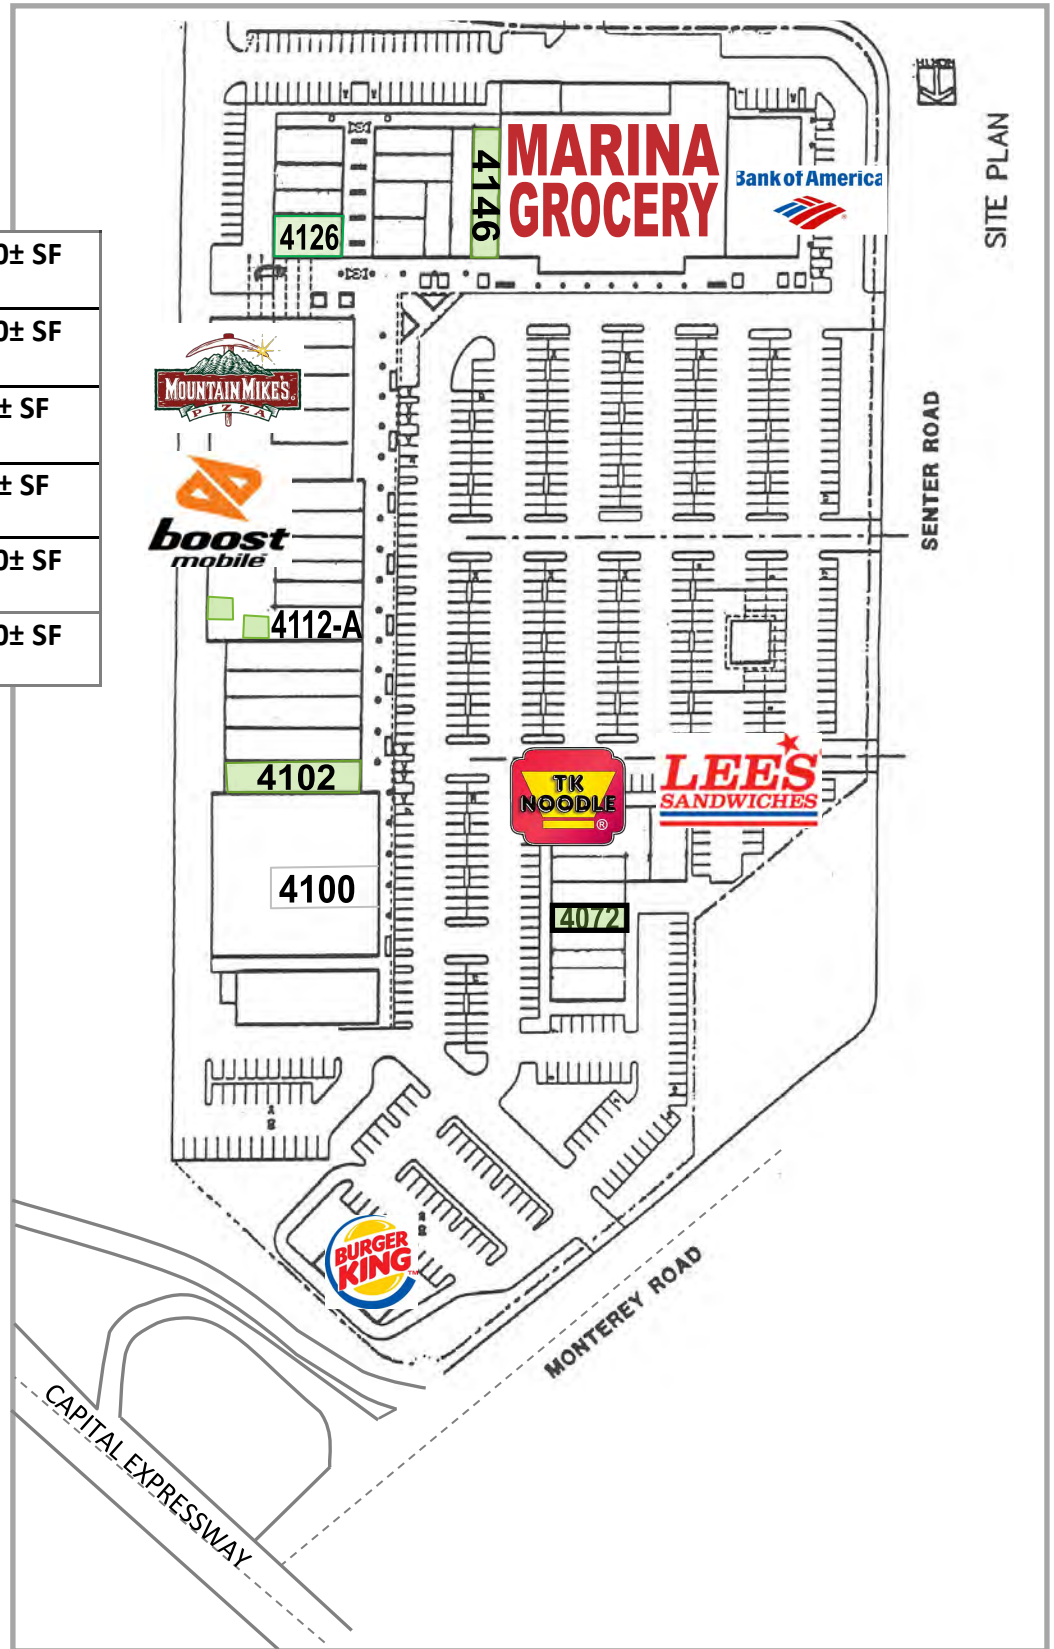 SITE PLAN
MARINA
GROCERY
4146
Bank of America
4126
0± SF
0± SF
± SF
± SF
0± SF
0± SF
MOUNTAIN MIKE'S
PIZZA
boost
mobile
SENTER ROAD
4112-A
4102
TK
NOODLE
®
LEE'S
SANDWICHES
4100
4072
BURGER
KING
™
MONTEREY ROAD
CAPITAL EXPRESSWAY